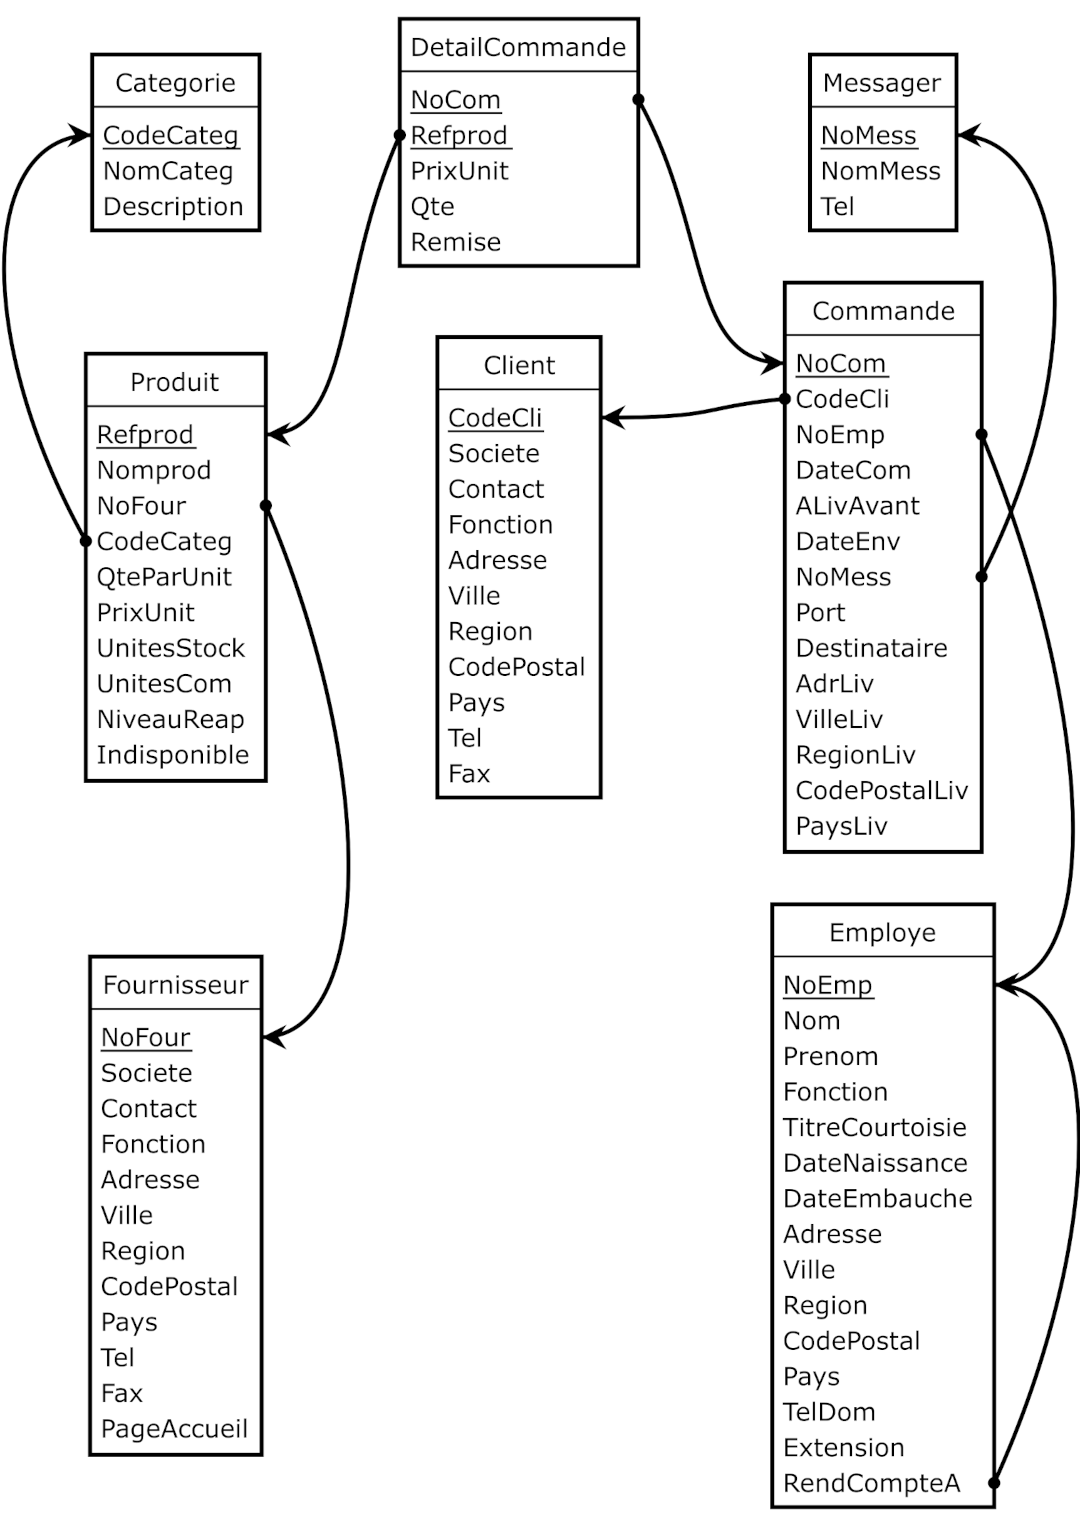 DetailCommande
NoCom
Refprod
PrixUnit
Qte
Remise
Categorie
CodeCateg
NomCateg
Description
Messager
NoMess
NomMess
Tel
Commande
NoCom
CodeCli
NoEmp
DateCom
ALivAvant
DateEnv
NoMess
Port
Destinataire
AdrLiv
VilleLiv
RegionLiv
CodePostalLiv
PaysLiv
Client
CodeCli
Societe
Contact
Fonction
Adresse
Ville
Region
CodePostal
Pays
Tel
Fax
Produit
Refprod
Nomprod
NoFour
CodeCateg
QteParUnit
PrixUnit
UnitesStock
UnitesCom
NiveauReap
Indisponible
Employe
NoEmp
Nom
Prenom
Fonction
TitreCourtoisie
DateNaissance
DateEmbauche
Adresse
Ville
Region
CodePostal
Pays
TelDom
Extension
RendCompteA
Fournisseur
NoFour
Societe
Contact
Fonction
Adresse
Ville
Region
CodePostal
Pays
Tel
Fax
PageAccueil